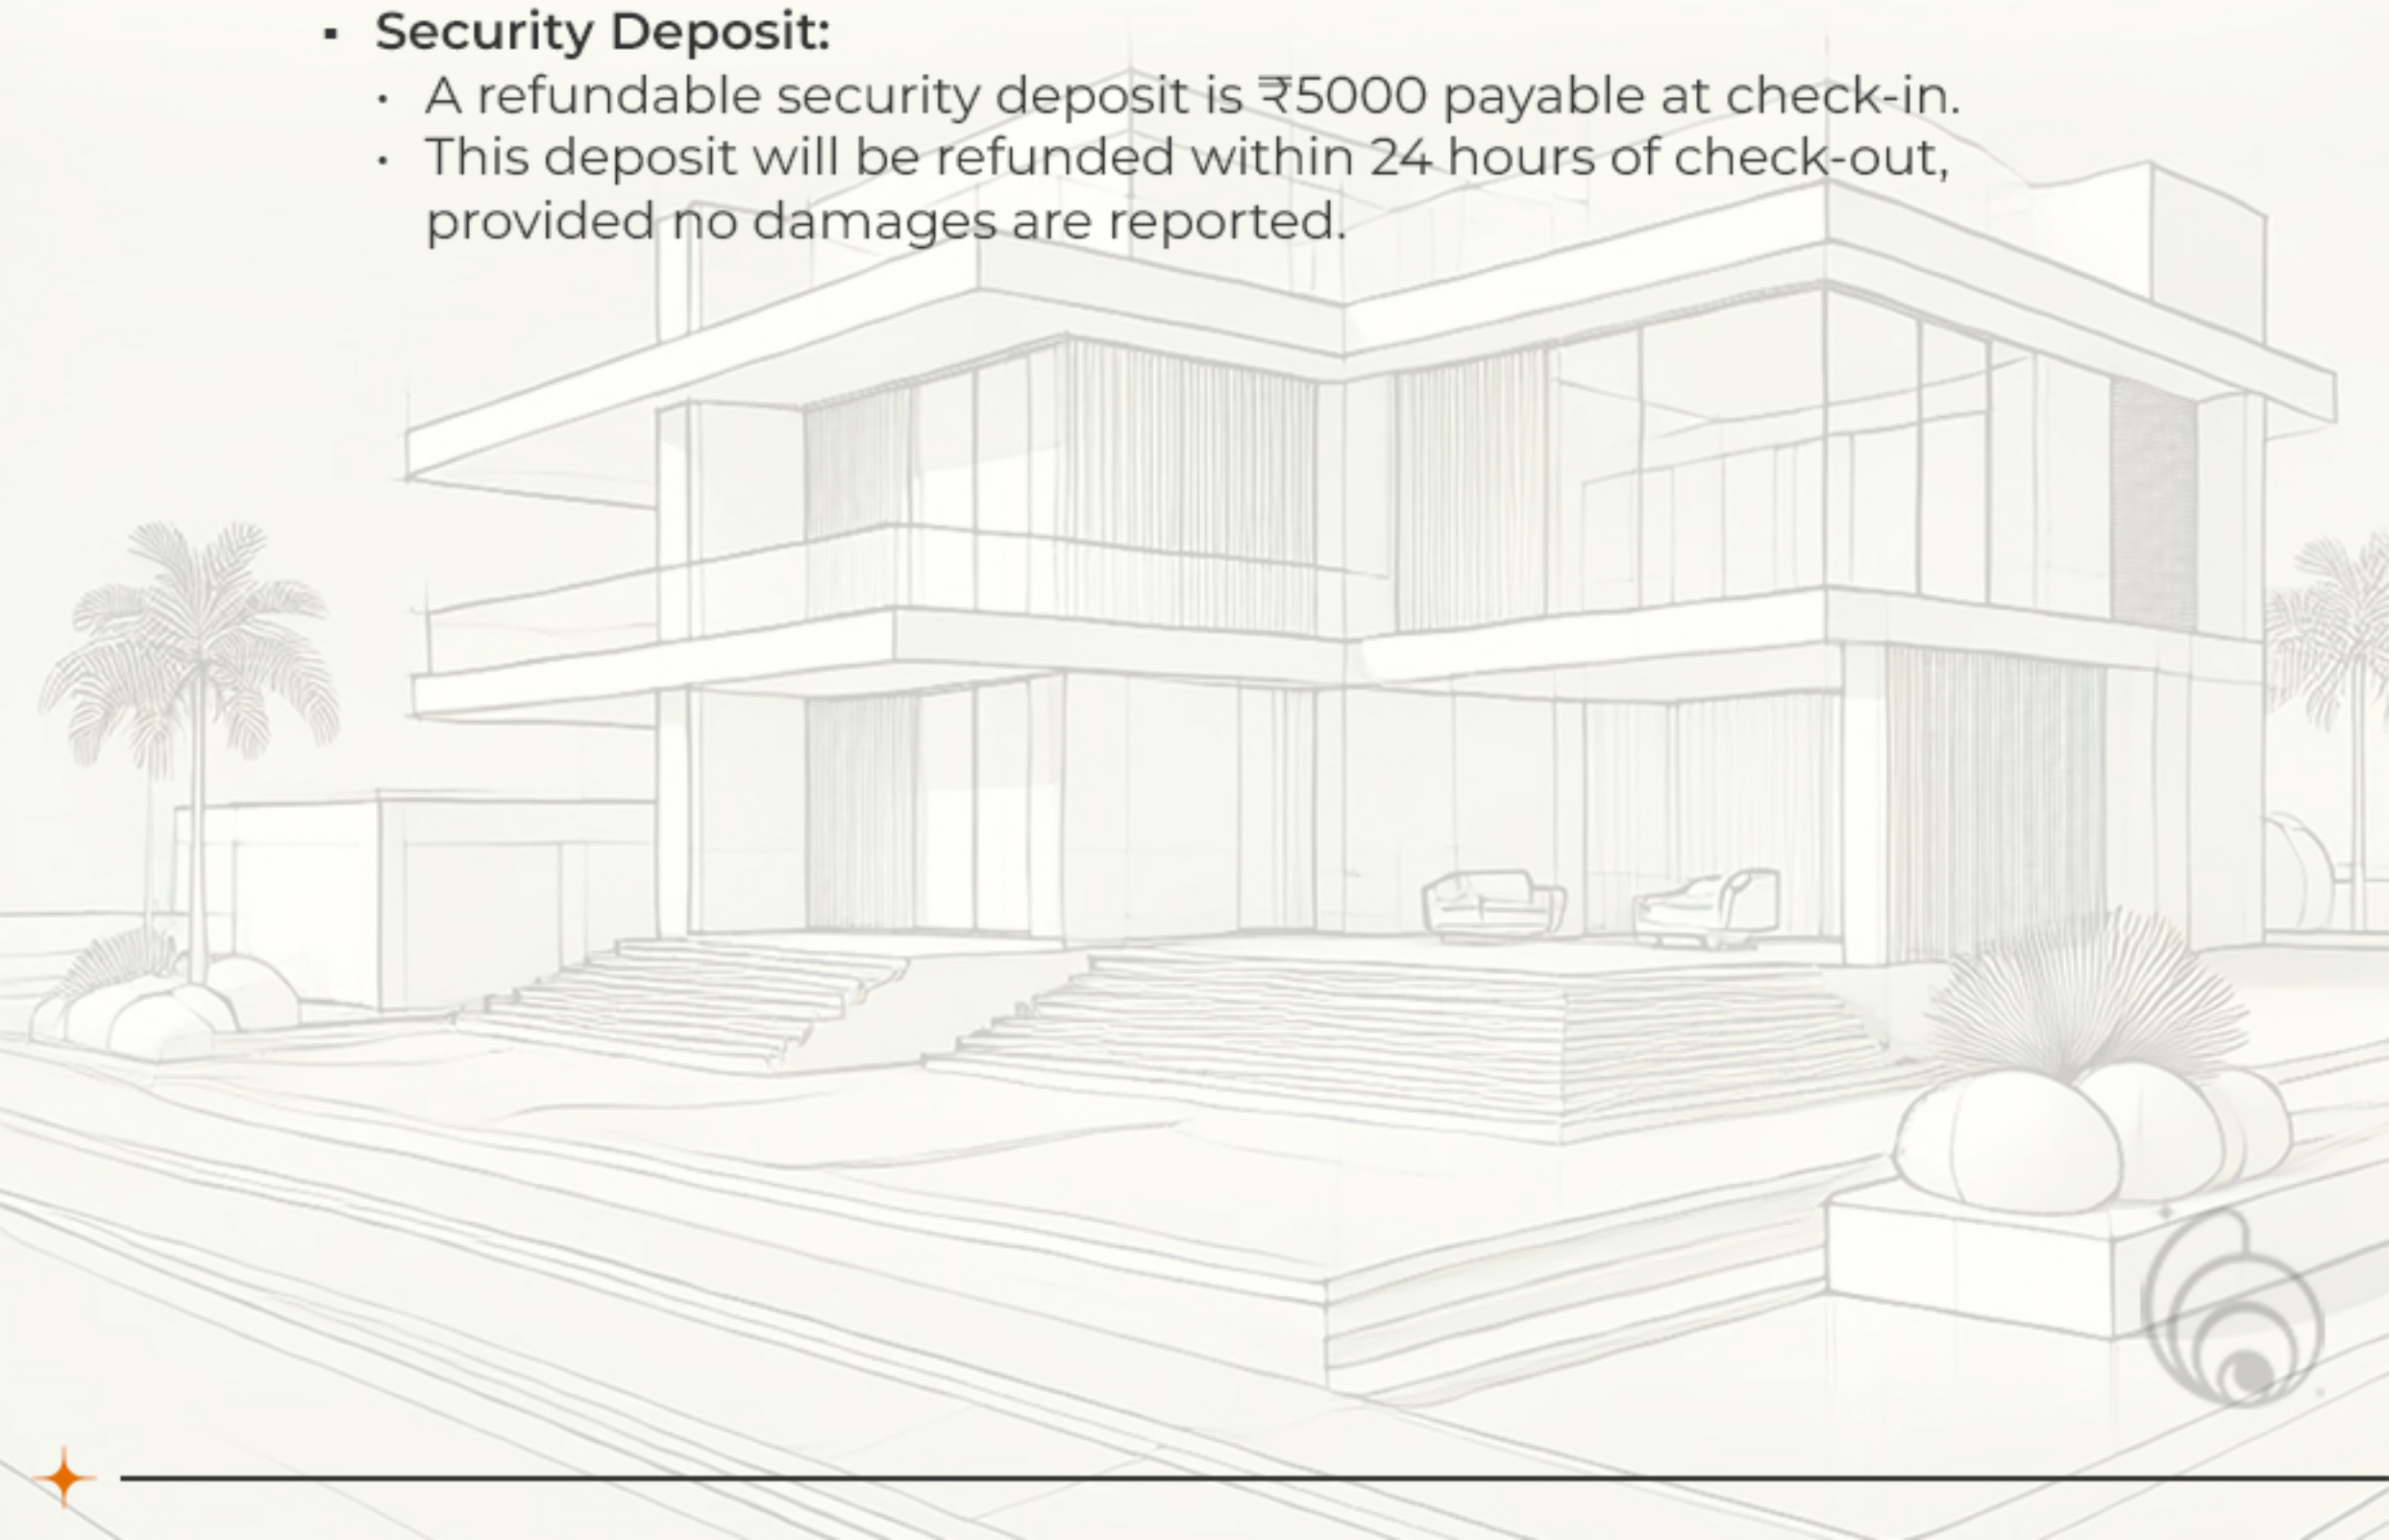 ▪ Security Deposit:
• A refundable security deposit is ₹5000 payable at check-in.
• This deposit will be refunded within 24 hours of check-out,
provided no damages are reported.